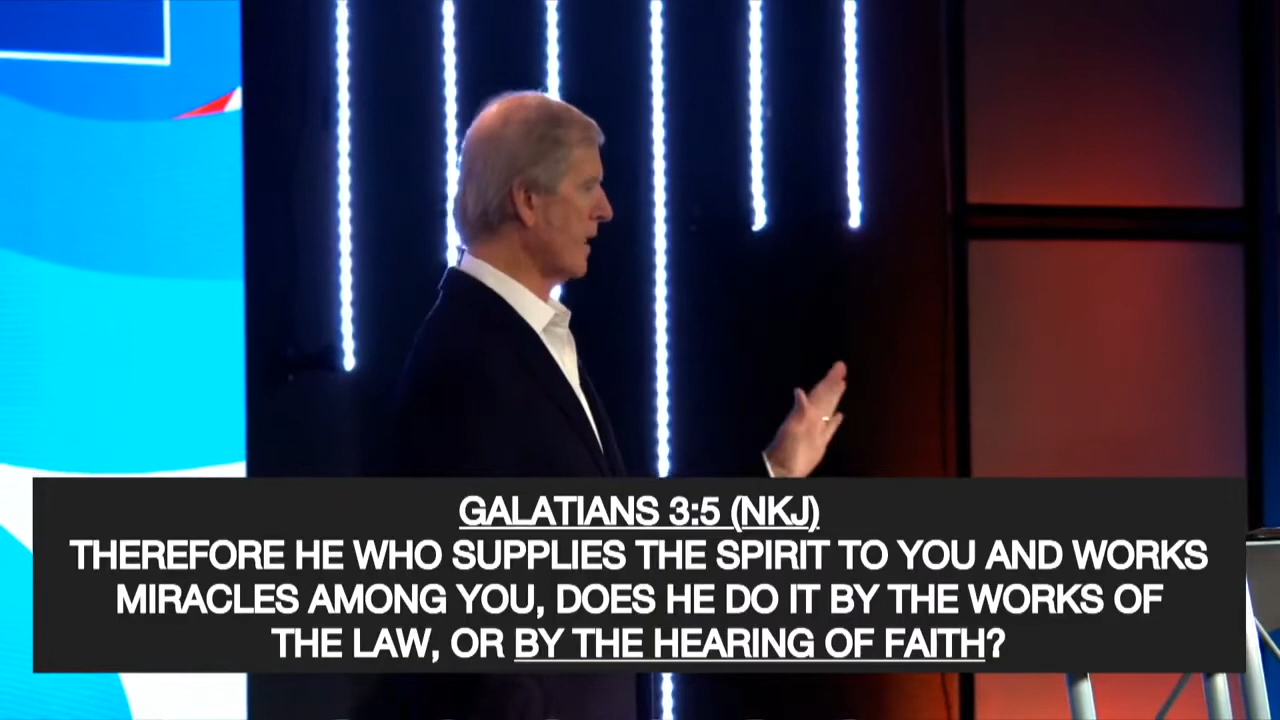 GALATIANS 3:5 (NKJ)
THEREFORE HE WHO SUPPLIES THE SPIRIT TO YOU AND WORKS
MIRACLES AMONG YOU, DOES HE DO IT BY THE WORKS OF
THE LAW, OR BY THE HEARING OF FAITH?